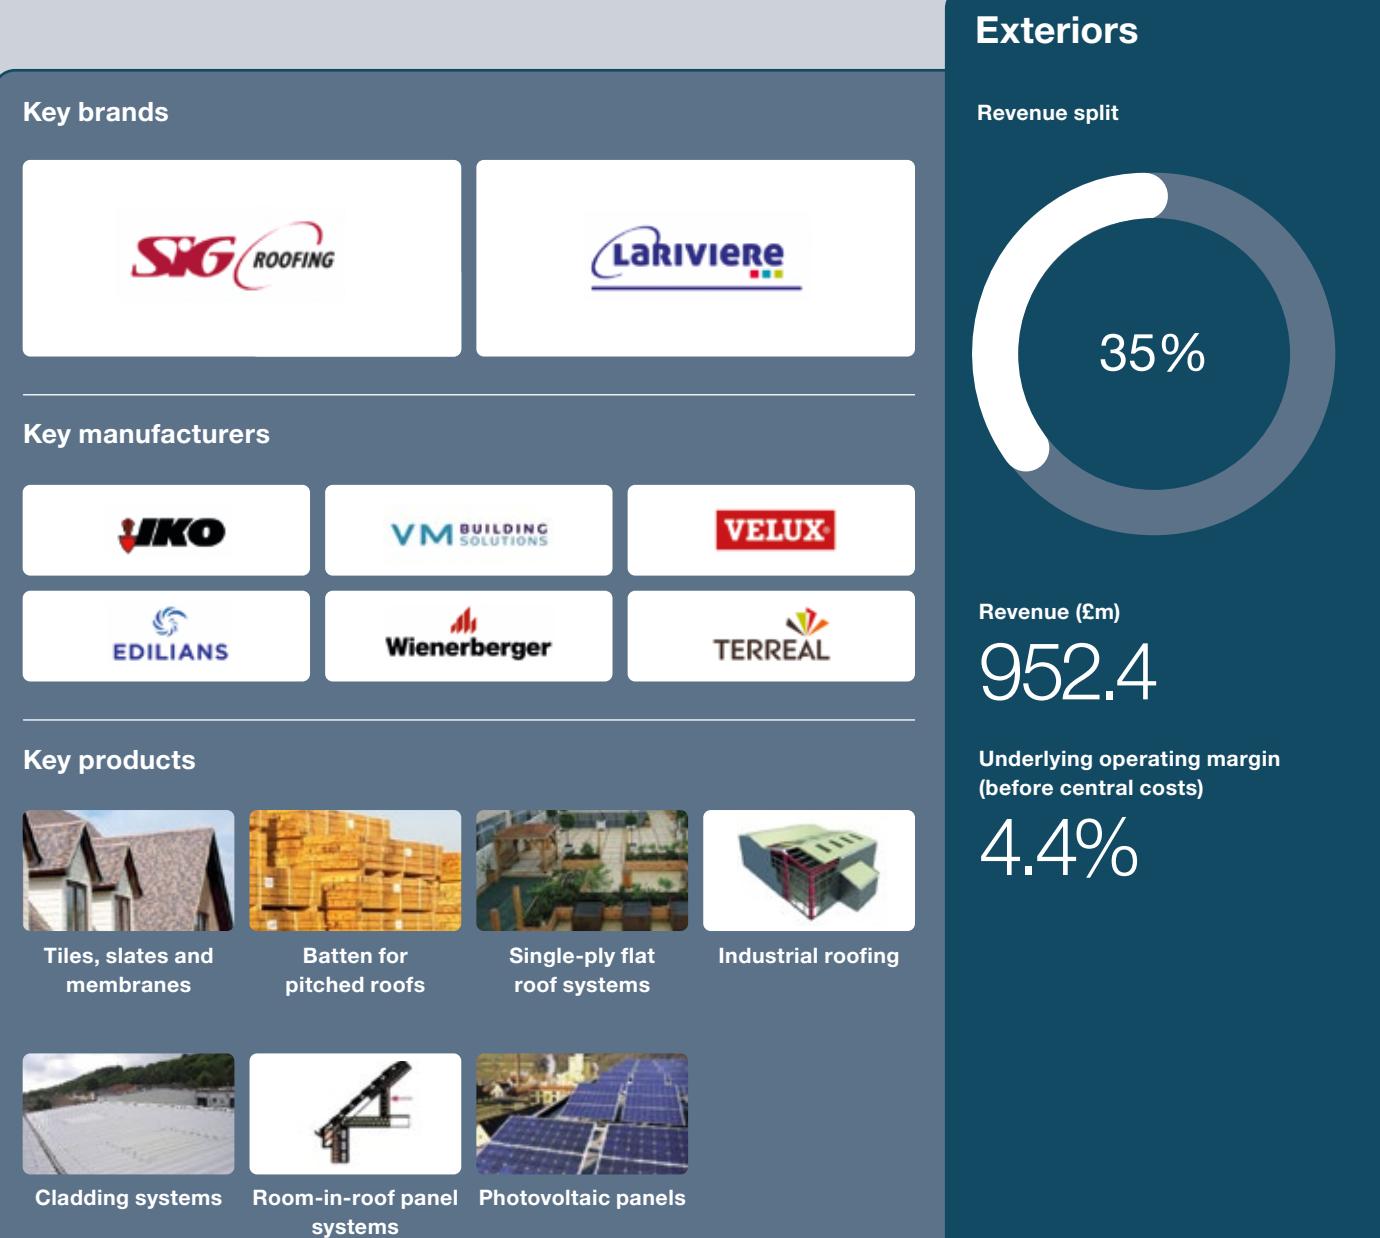 Exteriors
Key brands
SIG ROOFING
LARIVIERE
Key manufacturers
IKO
VM BUILDING
SOLUTIONS
VELUX
EDILIANS
Wienerberger
TERREAL
Key products
Tiles, slates and
membranes
Batten for
pitched roofs
Single-ply flat
roof systems
Industrial roofing
Cladding systems
Room-in-roof panel
systems
Photovoltaic panels
Revenue split
35%
Revenue (£m)
952.4
Underlying operating margin
(before central costs)
4.4%